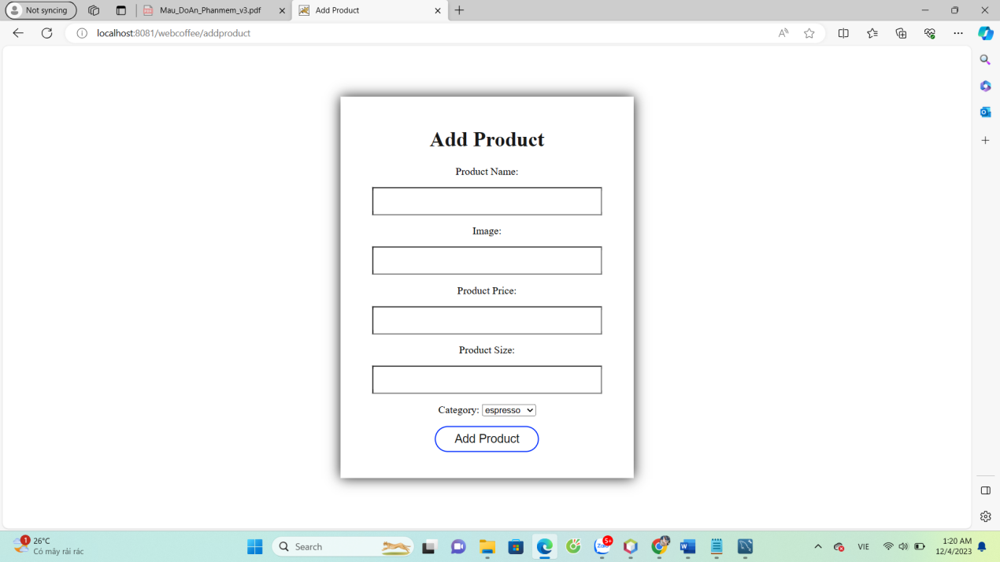 Not syncing
Mau_DoAn_Phanmem_v3.pdf
Add Product
localhost:8081/webcoffee/addproduct
Add Product
Product Name:
Image:
Product Price:
Product Size:
Category: espresso
Add Product
1
26°C
Có mây rải rác
Search
5+
VIE
1:20 AM
12/4/2023